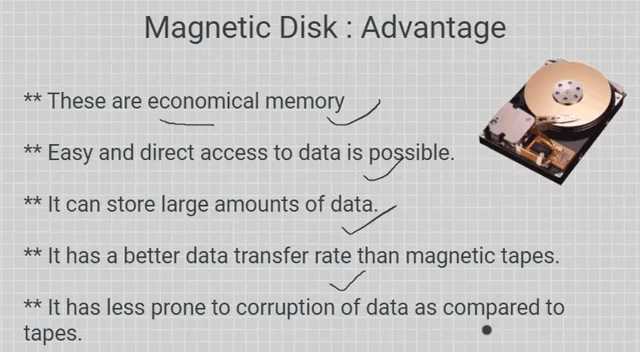 Magnetic Disk : Advantage
** These are economical memory
** Easy and direct access to data is possible.
** It can store large amounts of data.
** It has a better data transfer rate than magnetic tapes.
** It has less prone to corruption of data as compared to
tapes.